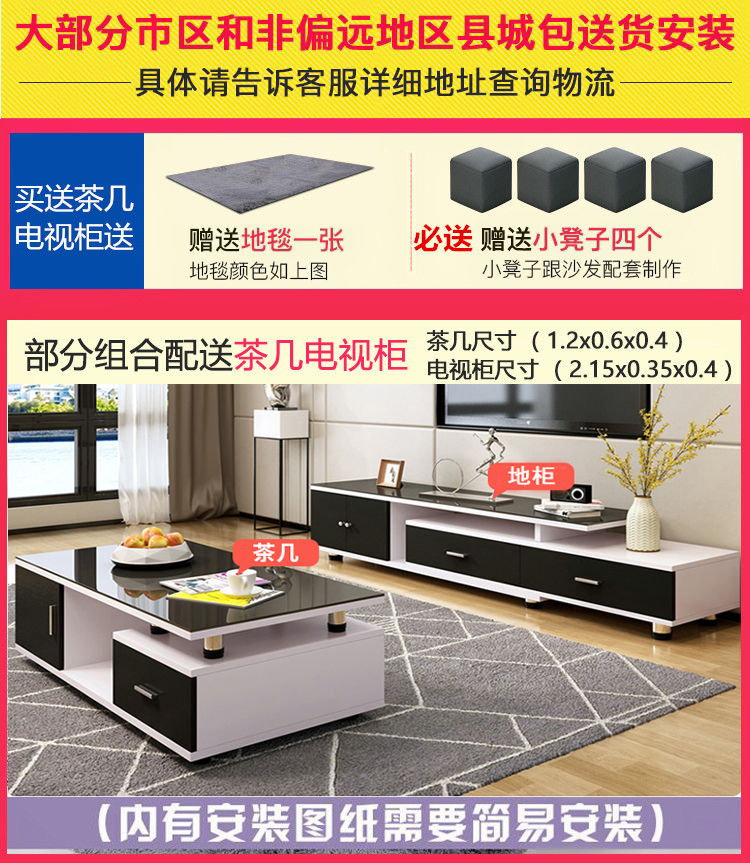 大部分市区和非偏远地区县城包送货安装
具体请告诉客服详细地址查询物流
买送茶几
电视柜送
赠送地毯一张
地毯颜色如上图
必送 赠送小凳子四个
小凳子跟沙发配套制作
部分组合配送茶几电视柜
茶几尺寸 （1.2x0.6x0.4）
电视柜尺寸 （2.15x0.35x0.4）
地柜
茶几
（内有安装图纸需要简易安装）